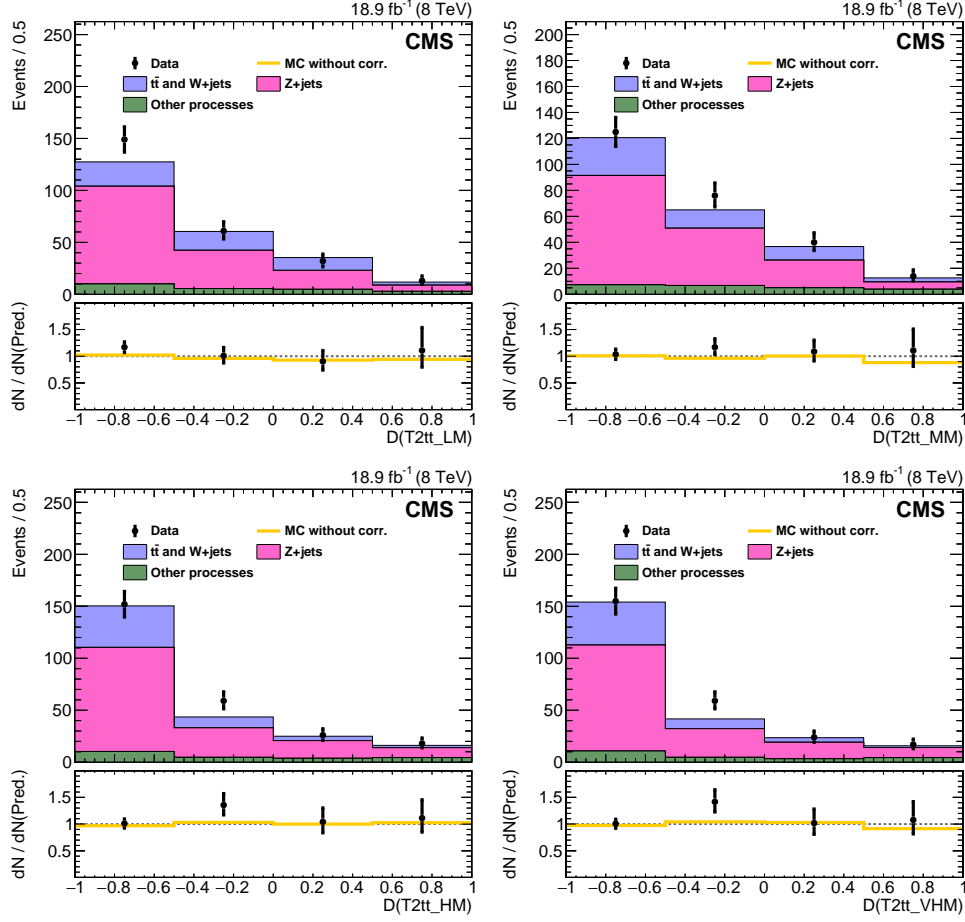 18.9 fb⁻¹ (8 TeV)
CMS
Events / 0.5
250
200
150
100
50
0
Data
MC without corr.
tt̄ and W+jets
Z+jets
Other processes
dN / dN(Pred.)
1.5
1
0.5
−1 −0.8 −0.6 −0.4 −0.2 0 0.2 0.4 0.6 0.8 1
D(T2tt_LM)
18.9 fb⁻¹ (8 TeV)
CMS
Events / 0.5
200
180
160
140
120
100
80
60
40
20
0
Data
MC without corr.
tt̄ and W+jets
Z+jets
Other processes
dN / dN(Pred.)
1.5
1
0.5
−1 −0.8 −0.6 −0.4 −0.2 0 0.2 0.4 0.6 0.8 1
D(T2tt_MM)
18.9 fb⁻¹ (8 TeV)
CMS
Events / 0.5
250
200
150
100
50
0
Data
MC without corr.
tt̄ and W+jets
Z+jets
Other processes
dN / dN(Pred.)
1.5
1
0.5
−1 −0.8 −0.6 −0.4 −0.2 0 0.2 0.4 0.6 0.8 1
D(T2tt_HM)
18.9 fb⁻¹ (8 TeV)
CMS
Events / 0.5
250
200
150
100
50
0
Data
MC without corr.
tt̄ and W+jets
Z+jets
Other processes
dN / dN(Pred.)
1.5
1
0.5
−1 −0.8 −0.6 −0.4 −0.2 0 0.2 0.4 0.6 0.8 1
D(T2tt_VHM)